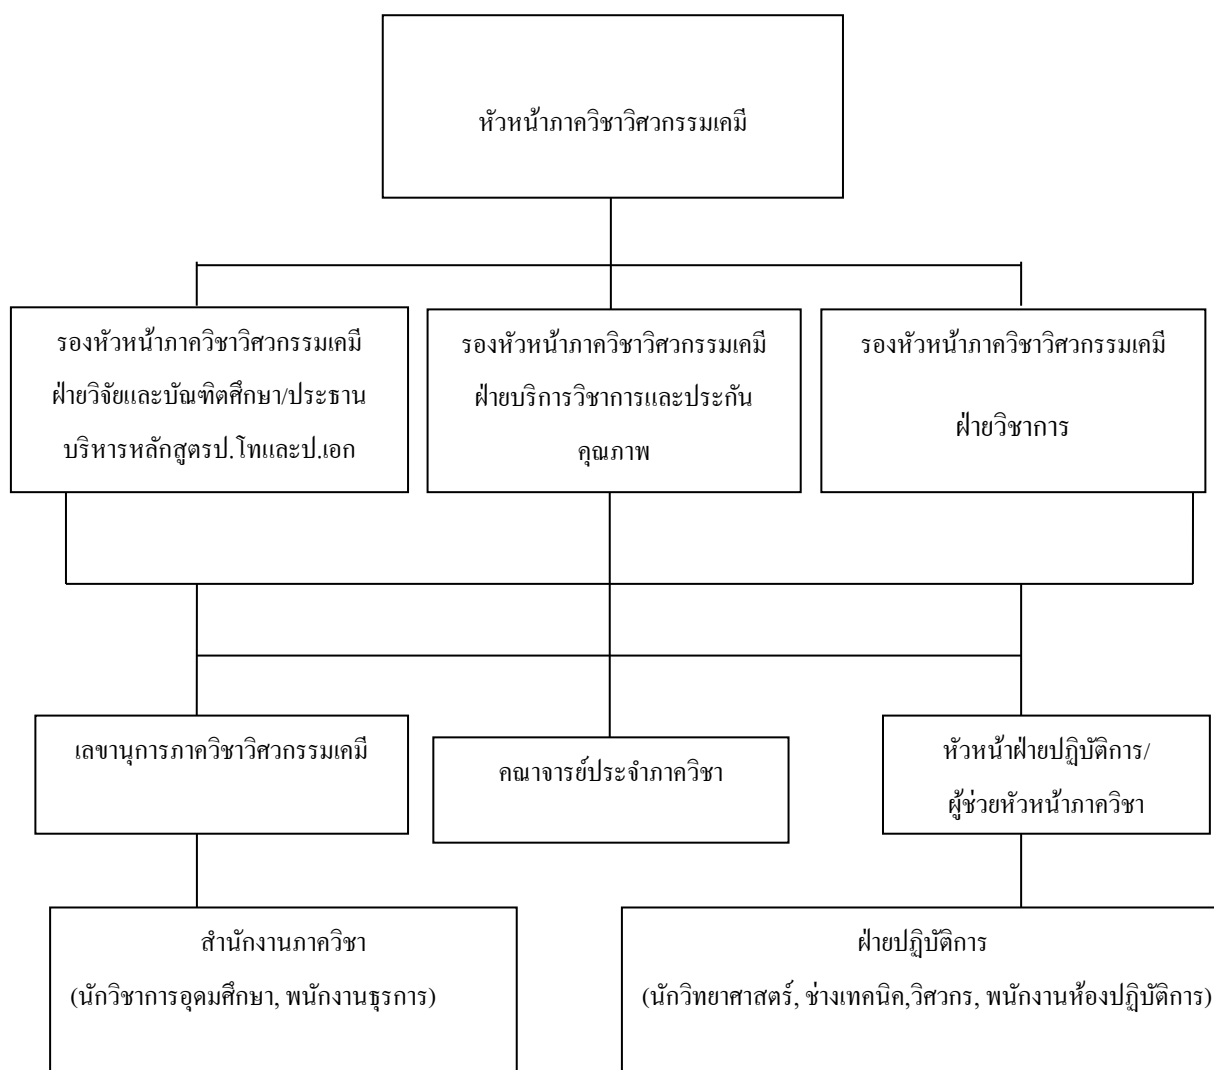 หัวหน้าภาควิชาวิศวกรรมเคมี
รองหัวหน้าภาควิชาวิศวกรรมเคมี
ฝ่ายวิจัยและบัณฑิตศึกษา/ประธาน
บริหารหลักสูตรป.โทและป.เอก
รองหัวหน้าภาควิชาวิศวกรรมเคมี
ฝ่ายบริการวิชาการและประกัน
คุณภาพ
รองหัวหน้าภาควิชาวิศวกรรมเคมี
ฝ่ายวิชาการ
เลขานุการภาควิชาวิศวกรรมเคมี
คณาจารย์ประจำภาควิชา
หัวหน้าฝ่ายปฏิบัติการ/
ผู้ช่วยหัวหน้าภาควิชา
สำนักงานภาควิชา
(นักวิชาการอุดมศึกษา, พนักงานธุรการ)
ฝ่ายปฏิบัติการ
(นักวิทยาศาสตร์, ช่างเทคนิค,วิศวกร, พนักงานห้องปฏิบัติการ)